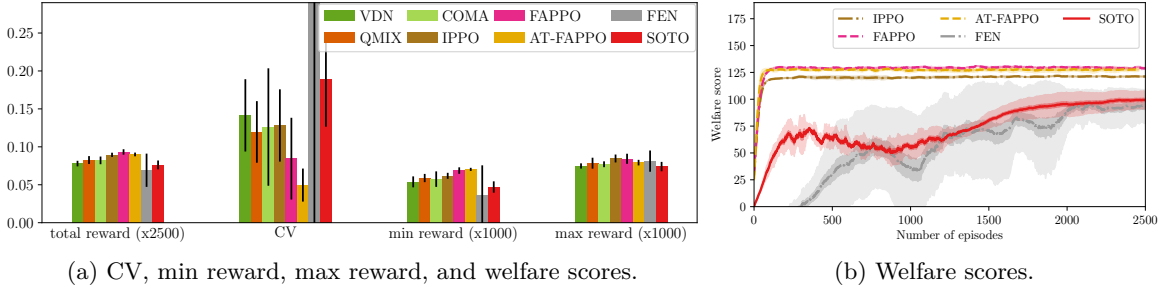 0.25
0.20
0.15
0.10
0.05
0.00
VDN COMA FAPPO FEN
QMIX IPPO AT-FAPPO SOTO
total reward (x2500) CV min reward (x1000) max reward (x1000)
(a) CV, min reward, max reward, and welfare scores.
Welfare score
175
150
125
100
75
50
25
0
IPPO AT-FAPPO SOTO
FAPPO FEN
0 500 1000 1500 2000 2500
Number of episodes
(b) Welfare scores.